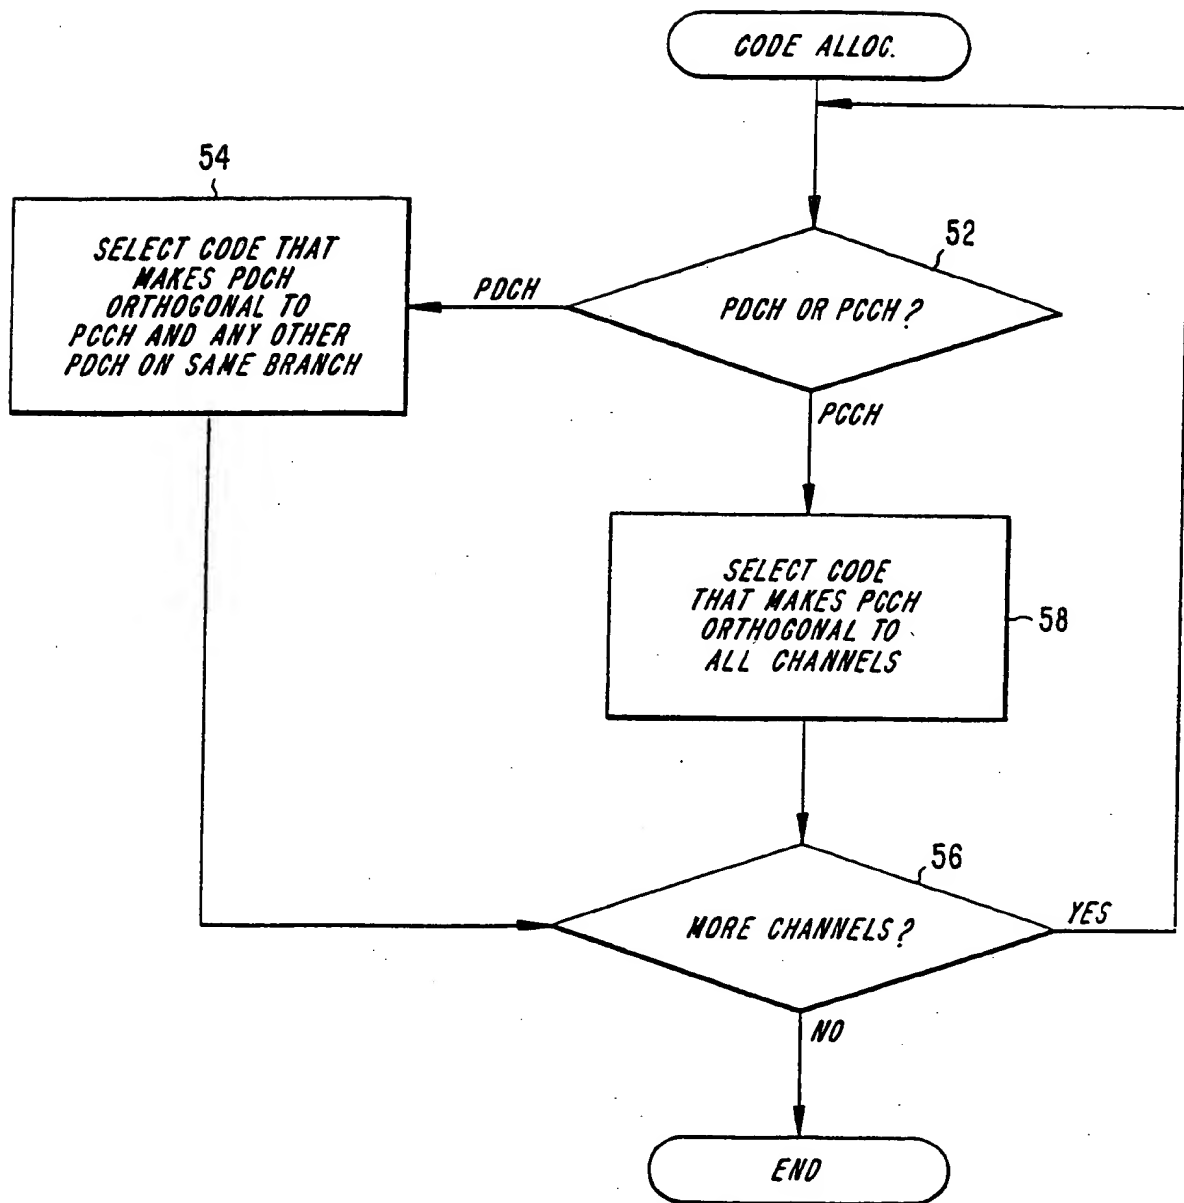 CODE ALLOC.
54
SELECT CODE THAT
MAKES PDCH
ORTHOGONAL TO
PCCH AND ANY OTHER
PDCH ON SAME BRANCH
PDCH
52
PDCH OR PCCH?
PCCH
SELECT CODE
THAT MAKES PCCH
ORTHOGONAL TO
ALL CHANNELS
58
56
MORE CHANNELS?
YES
NO
END